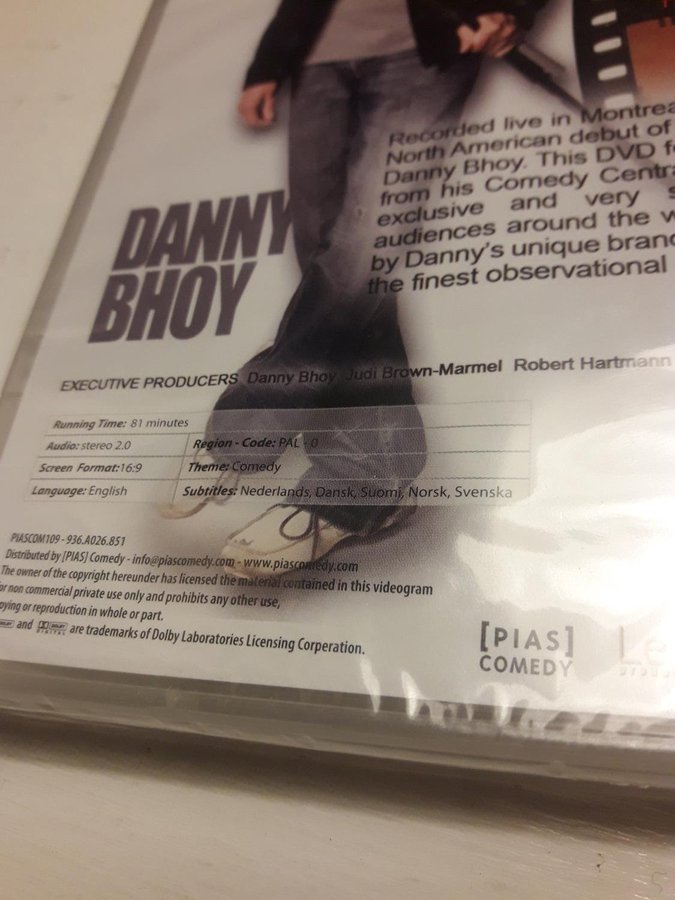 Recorded live in Montrea
North American debut of
Danny Bhoy. This DVD f
from his Comedy Centra
exclusive and very s
audiences around the w
by Danny's unique brand
the finest observational
DANNY
BHOY
EXECUTIVE PRODUCERS Danny Bhoy Judi Brown-Marmel Robert Hartmann
Running Time: 81 minutes
Audio: stereo 2.0 Region - Code: PAL - 0
Screen Format:16:9 Theme: Comedy
Language: English Subtitles: Nederlands, Dansk, Suomi, Norsk, Svenska
PIASCOM109 - 936.A026.851
Distributed by [PIAS] Comedy - info@piascomedy.com - www.piascomedy.com
The owner of the copyright hereunder has licensed the material contained in this videogram
or non commercial private use only and prohibits any other use,
pying or reproduction in whole or part.
and DOLBY DIGITAL are trademarks of Dolby Laboratories Licensing Corperation.
[PIAS]
COMEDY
Le